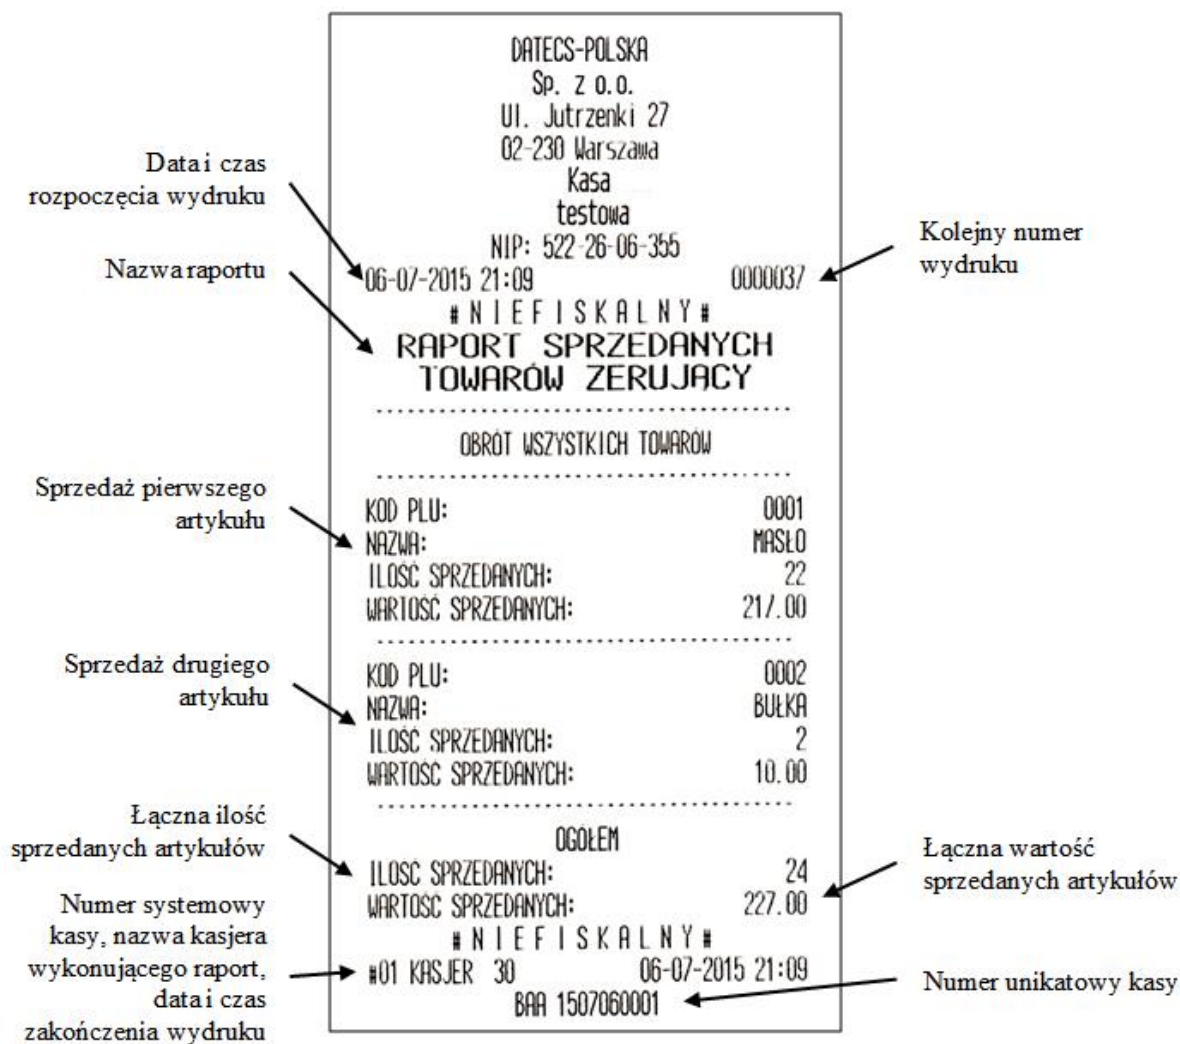 DATECS-POLSKA
Sp. z o.o.
Ul. Jutrzenki 27
02-230 Warszawa
Kasa
testowa
NIP: 522-26-06-355
06-07-2015 21:09 0000037
#NIEFISKALNY#
RAPORT SPRZEDANYCH
TOWARÓW ZERUJĄCY
OBRÓT WSZYSTKICH TOWARÓW
KOD PLU: 0001
NAZWA: MASŁO
ILOŚĆ SPRZEDANYCH: 22
WARTOŚĆ SPRZEDANYCH: 217.00
KOD PLU: 0002
NAZWA: BUŁKA
ILOŚĆ SPRZEDANYCH: 2
WARTOŚĆ SPRZEDANYCH: 10.00
OGÓŁEM
ILOŚĆ SPRZEDANYCH: 24
WARTOŚĆ SPRZEDANYCH: 227.00
#NIEFISKALNY#
#01 KASJER 30 06-07-2015 21:09
BAA 1507060001
Data i czas
rozpoczęcia wydruku
Nazwa raportu
Sprzedaż pierwszego
artykułu
Sprzedaż drugiego
artykułu
Łączna ilość
sprzedanych artykułów
Numer systemowy
kasy, nazwa kasjera
wykonującego raport,
data i czas
zakończenia wydruku
Kolejny numer
wydruku
Łączna wartość
sprzedanych artykułów
Numer unikatowy kasy